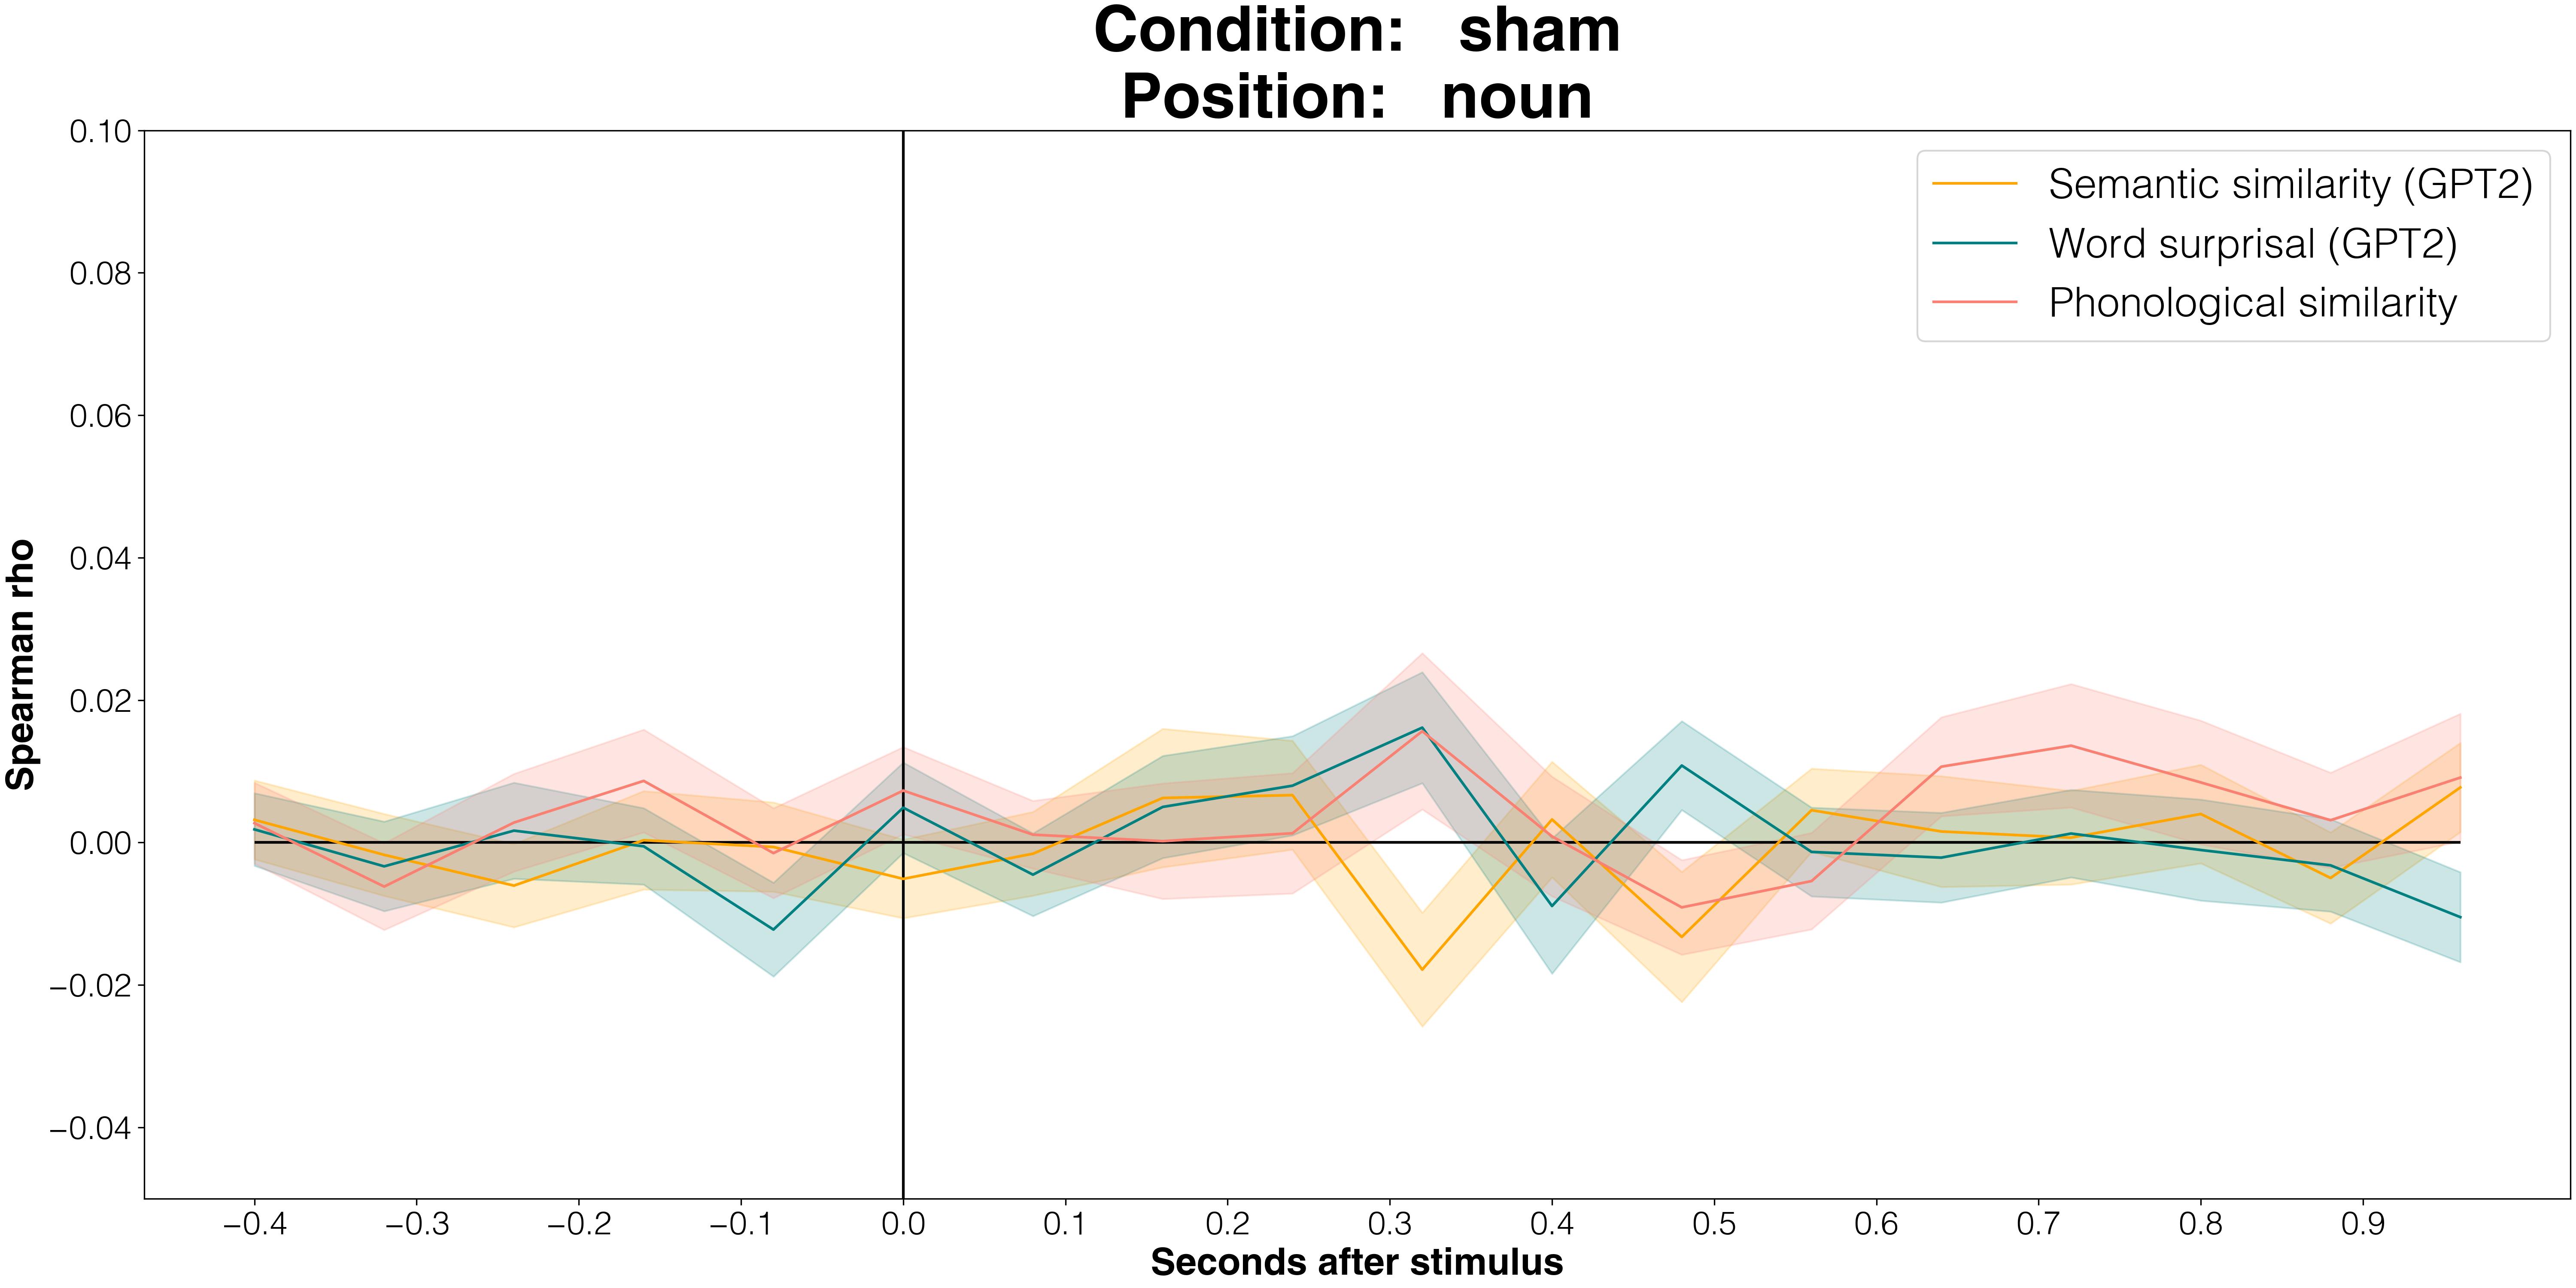 Condition: sham
Position: noun
0.10
0.08
0.06
0.04
0.02
0.00
−0.02
−0.04
Spearman rho
Semantic similarity (GPT2)
Word surprisal (GPT2)
Phonological similarity
−0.4 −0.3 −0.2 −0.1 0.0 0.1 0.2 0.3 0.4 0.5 0.6 0.7 0.8 0.9
Seconds after stimulus